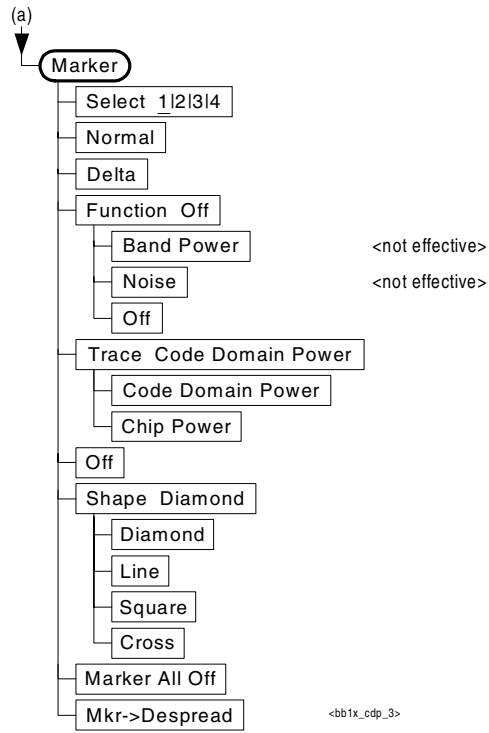 (a)
Marker
Select 1|2|3|4
Normal
Delta
Function Off
Band Power <not effective>
Noise <not effective>
Off
Trace Code Domain Power
Code Domain Power
Chip Power
Off
Shape Diamond
Diamond
Line
Square
Cross
Marker All Off
Mkr->Despread <bb1x_cdp_3>